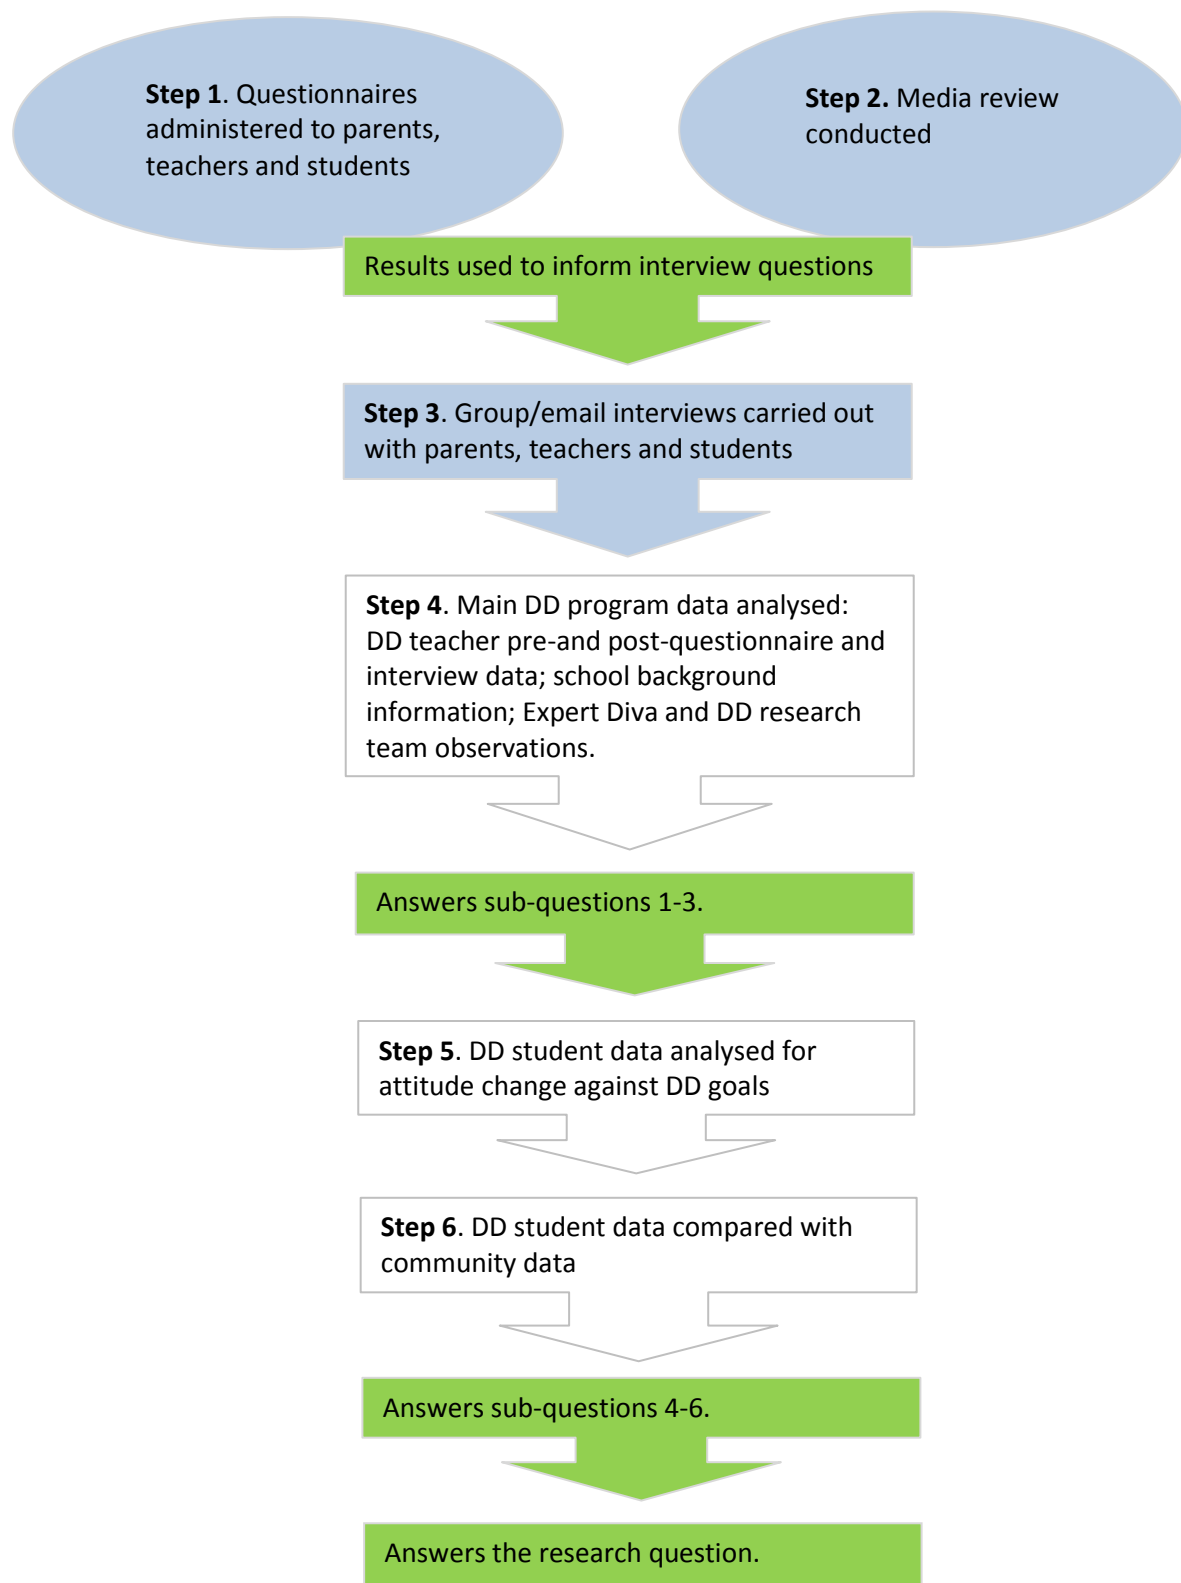 Step 1. Questionnaires
administered to parents,
teachers and students
Step 2. Media review
conducted
Results used to inform interview questions
Step 3. Group/email interviews carried out
with parents, teachers and students
Step 4. Main DD program data analysed:
DD teacher pre-and post-questionnaire and
interview data; school background
information; Expert Diva and DD research
team observations.
Answers sub-questions 1-3.
Step 5. DD student data analysed for
attitude change against DD goals
Step 6. DD student data compared with
community data
Answers sub-questions 4-6.
Answers the research question.